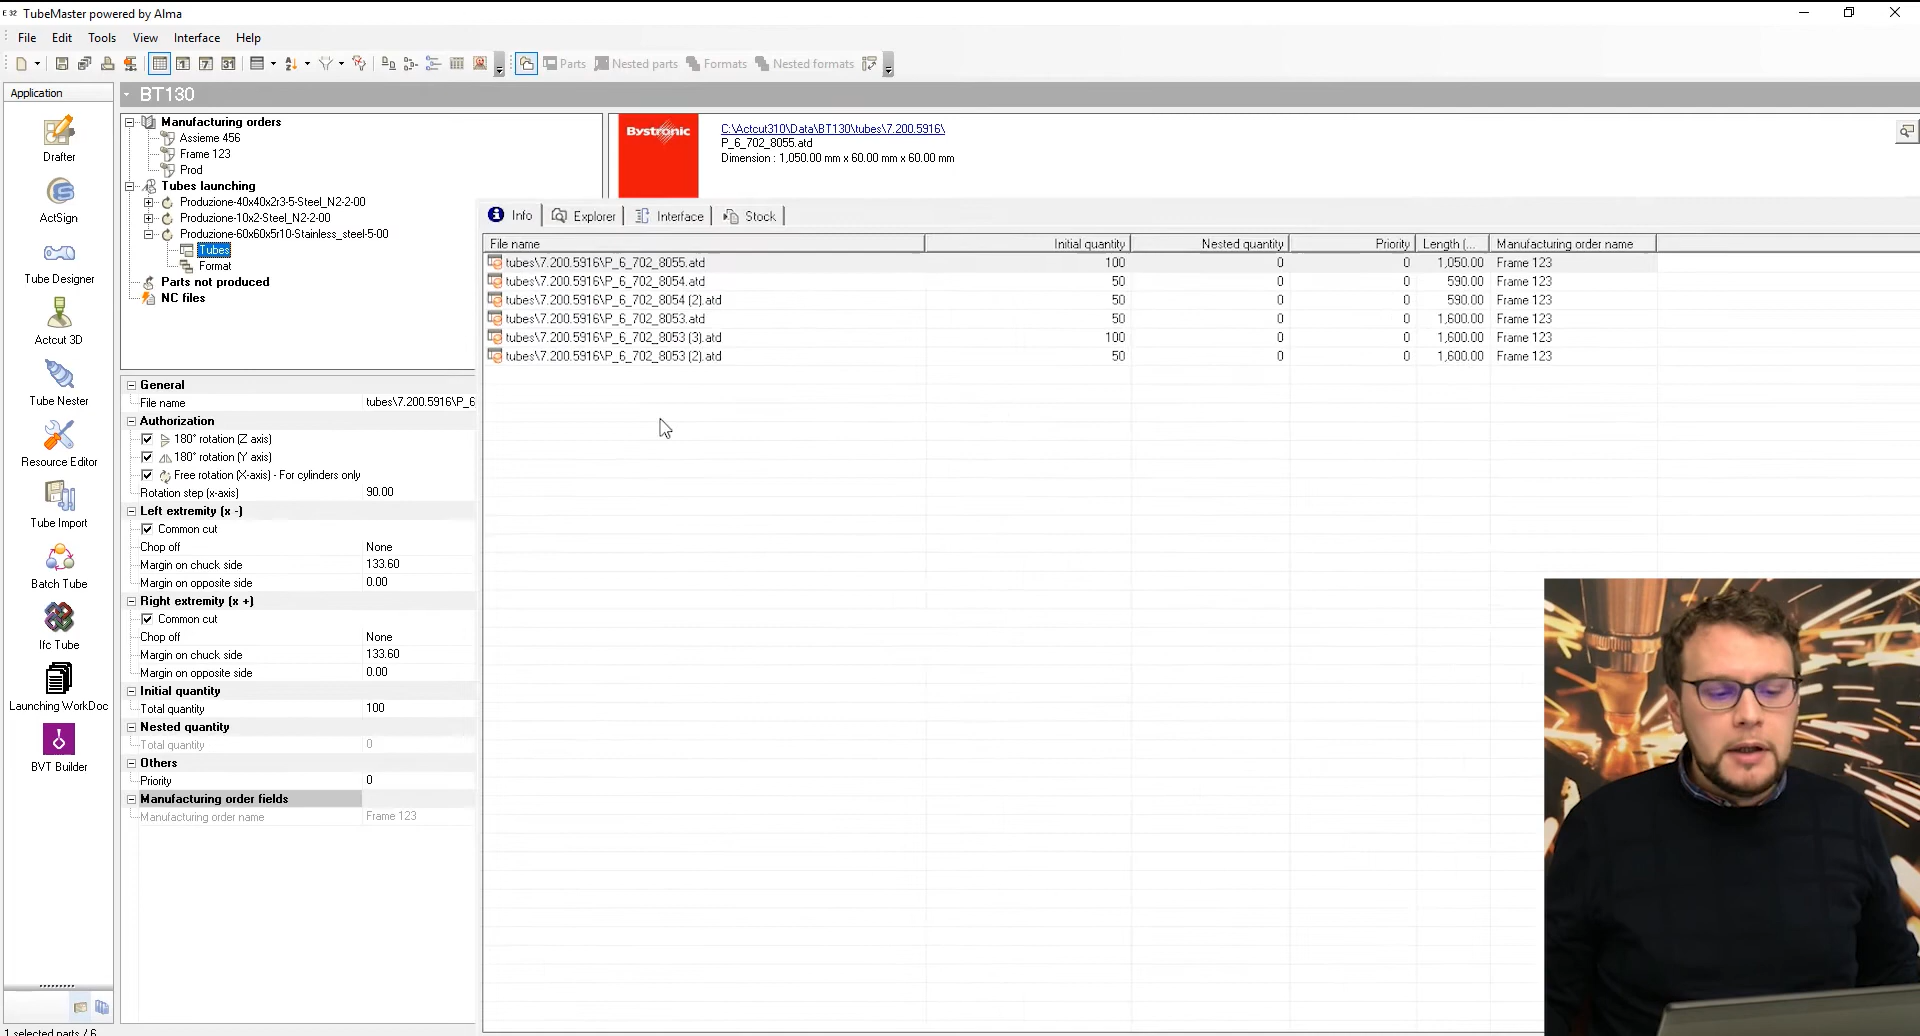 E 32 TubeMaster powered by Alma
File Edit Tools View Interface Help
1 7 31 Parts Nested parts Formats Nested formats
Application
BT130
Drafter
ActSign
Tube Designer
Actcut 3D
Tube Nester
Resource Editor
Tube Import
Batch Tube
Ifc Tube
Launching WorkDoc
BVT Builder
Manufacturing orders
Assieme 456
Frame 123
Prod
Tubes launching
Produzione-40x40x2r3-5-Steel_N2-2-00
Produzione-10x2-Steel_N2-2-00
Produzione-60x60x5r10-Stainless_steel-5-00
Tubes
Format
Parts not produced
NC files
Bystronic
C:\Actcut310\Data\BT130\tubes\7.200.5916\
P_6_702_8055.atd
Dimension : 1,050.00 mm x 60.00 mm x 60.00 mm
General
File name tubes\7.200.5916\P_6
Authorization
180° rotation (Z axis)
180° rotation (Y axis)
Free rotation (X-axis) - For cylinders only
Rotation step (x-axis) 90.00
Left extremity (x -)
Common cut
Chop off None
Margin on chuck side 133.60
Margin on opposite side 0.00
Right extremity (x +)
Common cut
Chop off None
Margin on chuck side 133.60
Margin on opposite side 0.00
Initial quantity
Total quantity 100
Nested quantity
Total quantity 0
Others
Priority 0
Manufacturing order fields
Manufacturing order name Frame 123
Info Explorer Interface Stock
File name Initial quantity Nested quantity Priority Length (... Manufacturing order name
tubes\7.200.5916\P_6_702_8055.atd 100 0 0 1,050.00 Frame 123
tubes\7.200.5916\P_6_702_8054.atd 50 0 0 590.00 Frame 123
tubes\7.200.5916\P_6_702_8054 (2).atd 50 0 0 590.00 Frame 123
tubes\7.200.5916\P_6_702_8053.atd 50 0 0 1,600.00 Frame 123
tubes\7.200.5916\P_6_702_8053 (3).atd 100 0 0 1,600.00 Frame 123
tubes\7.200.5916\P_6_702_8053 (2).atd 50 0 0 1,600.00 Frame 123
1 selected parts / 6